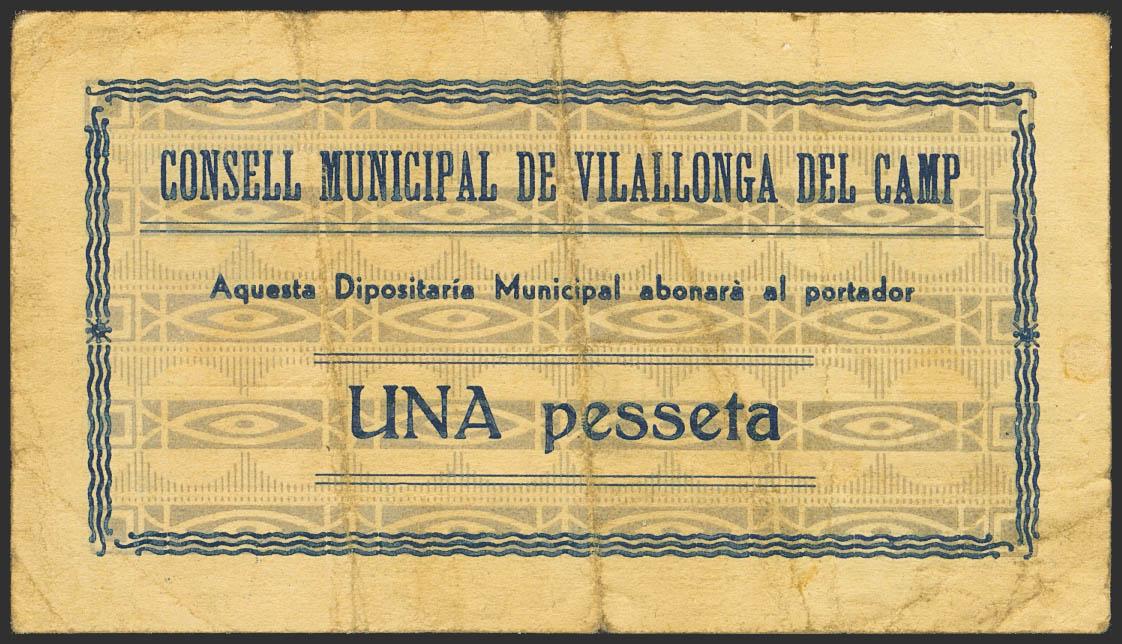 CONSELL MUNICIPAL DE VILALLONGA DEL CAMP
Aquesta Dipositaría Municipal abonarà al portador
UNA pesseta